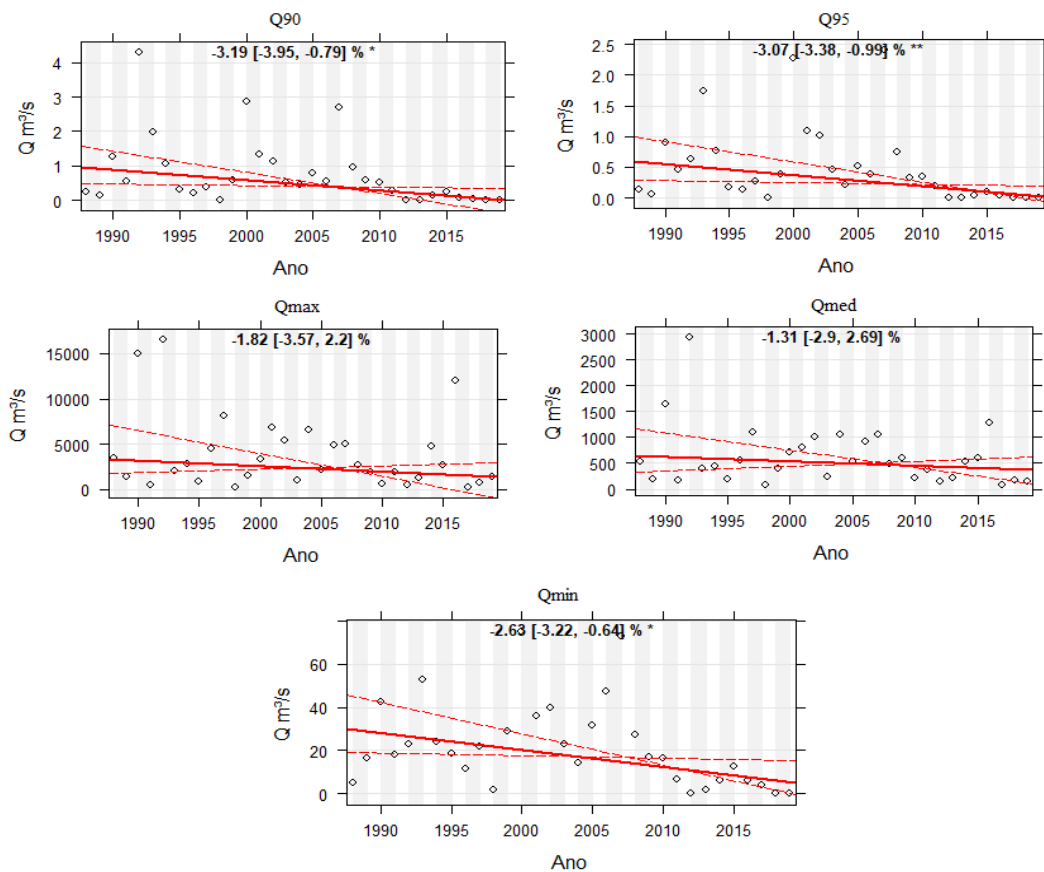 Q90
-3.19 [-3.95, -0.79] % *
Q m³/s
4
3
2
1
0
1990 1995 2000 2005 2010 2015
Ano
Q95
-3.07 [-3.38, -0.99] % **
Q m³/s
2.5
2.0
1.5
1.0
0.5
0.0
1990 1995 2000 2005 2010 2015
Ano
Qmax
-1.82 [-3.57, 2.2] %
Q m³/s
15000
10000
5000
0
1990 1995 2000 2005 2010 2015
Ano
Qmed
-1.31 [-2.9, 2.69] %
Q m³/s
3000
2500
2000
1500
1000
500
0
1990 1995 2000 2005 2010 2015
Ano
Qmin
-2.63 [-3.22, -0.64] % *
Q m³/s
60
40
20
0
1990 1995 2000 2005 2010 2015
Ano